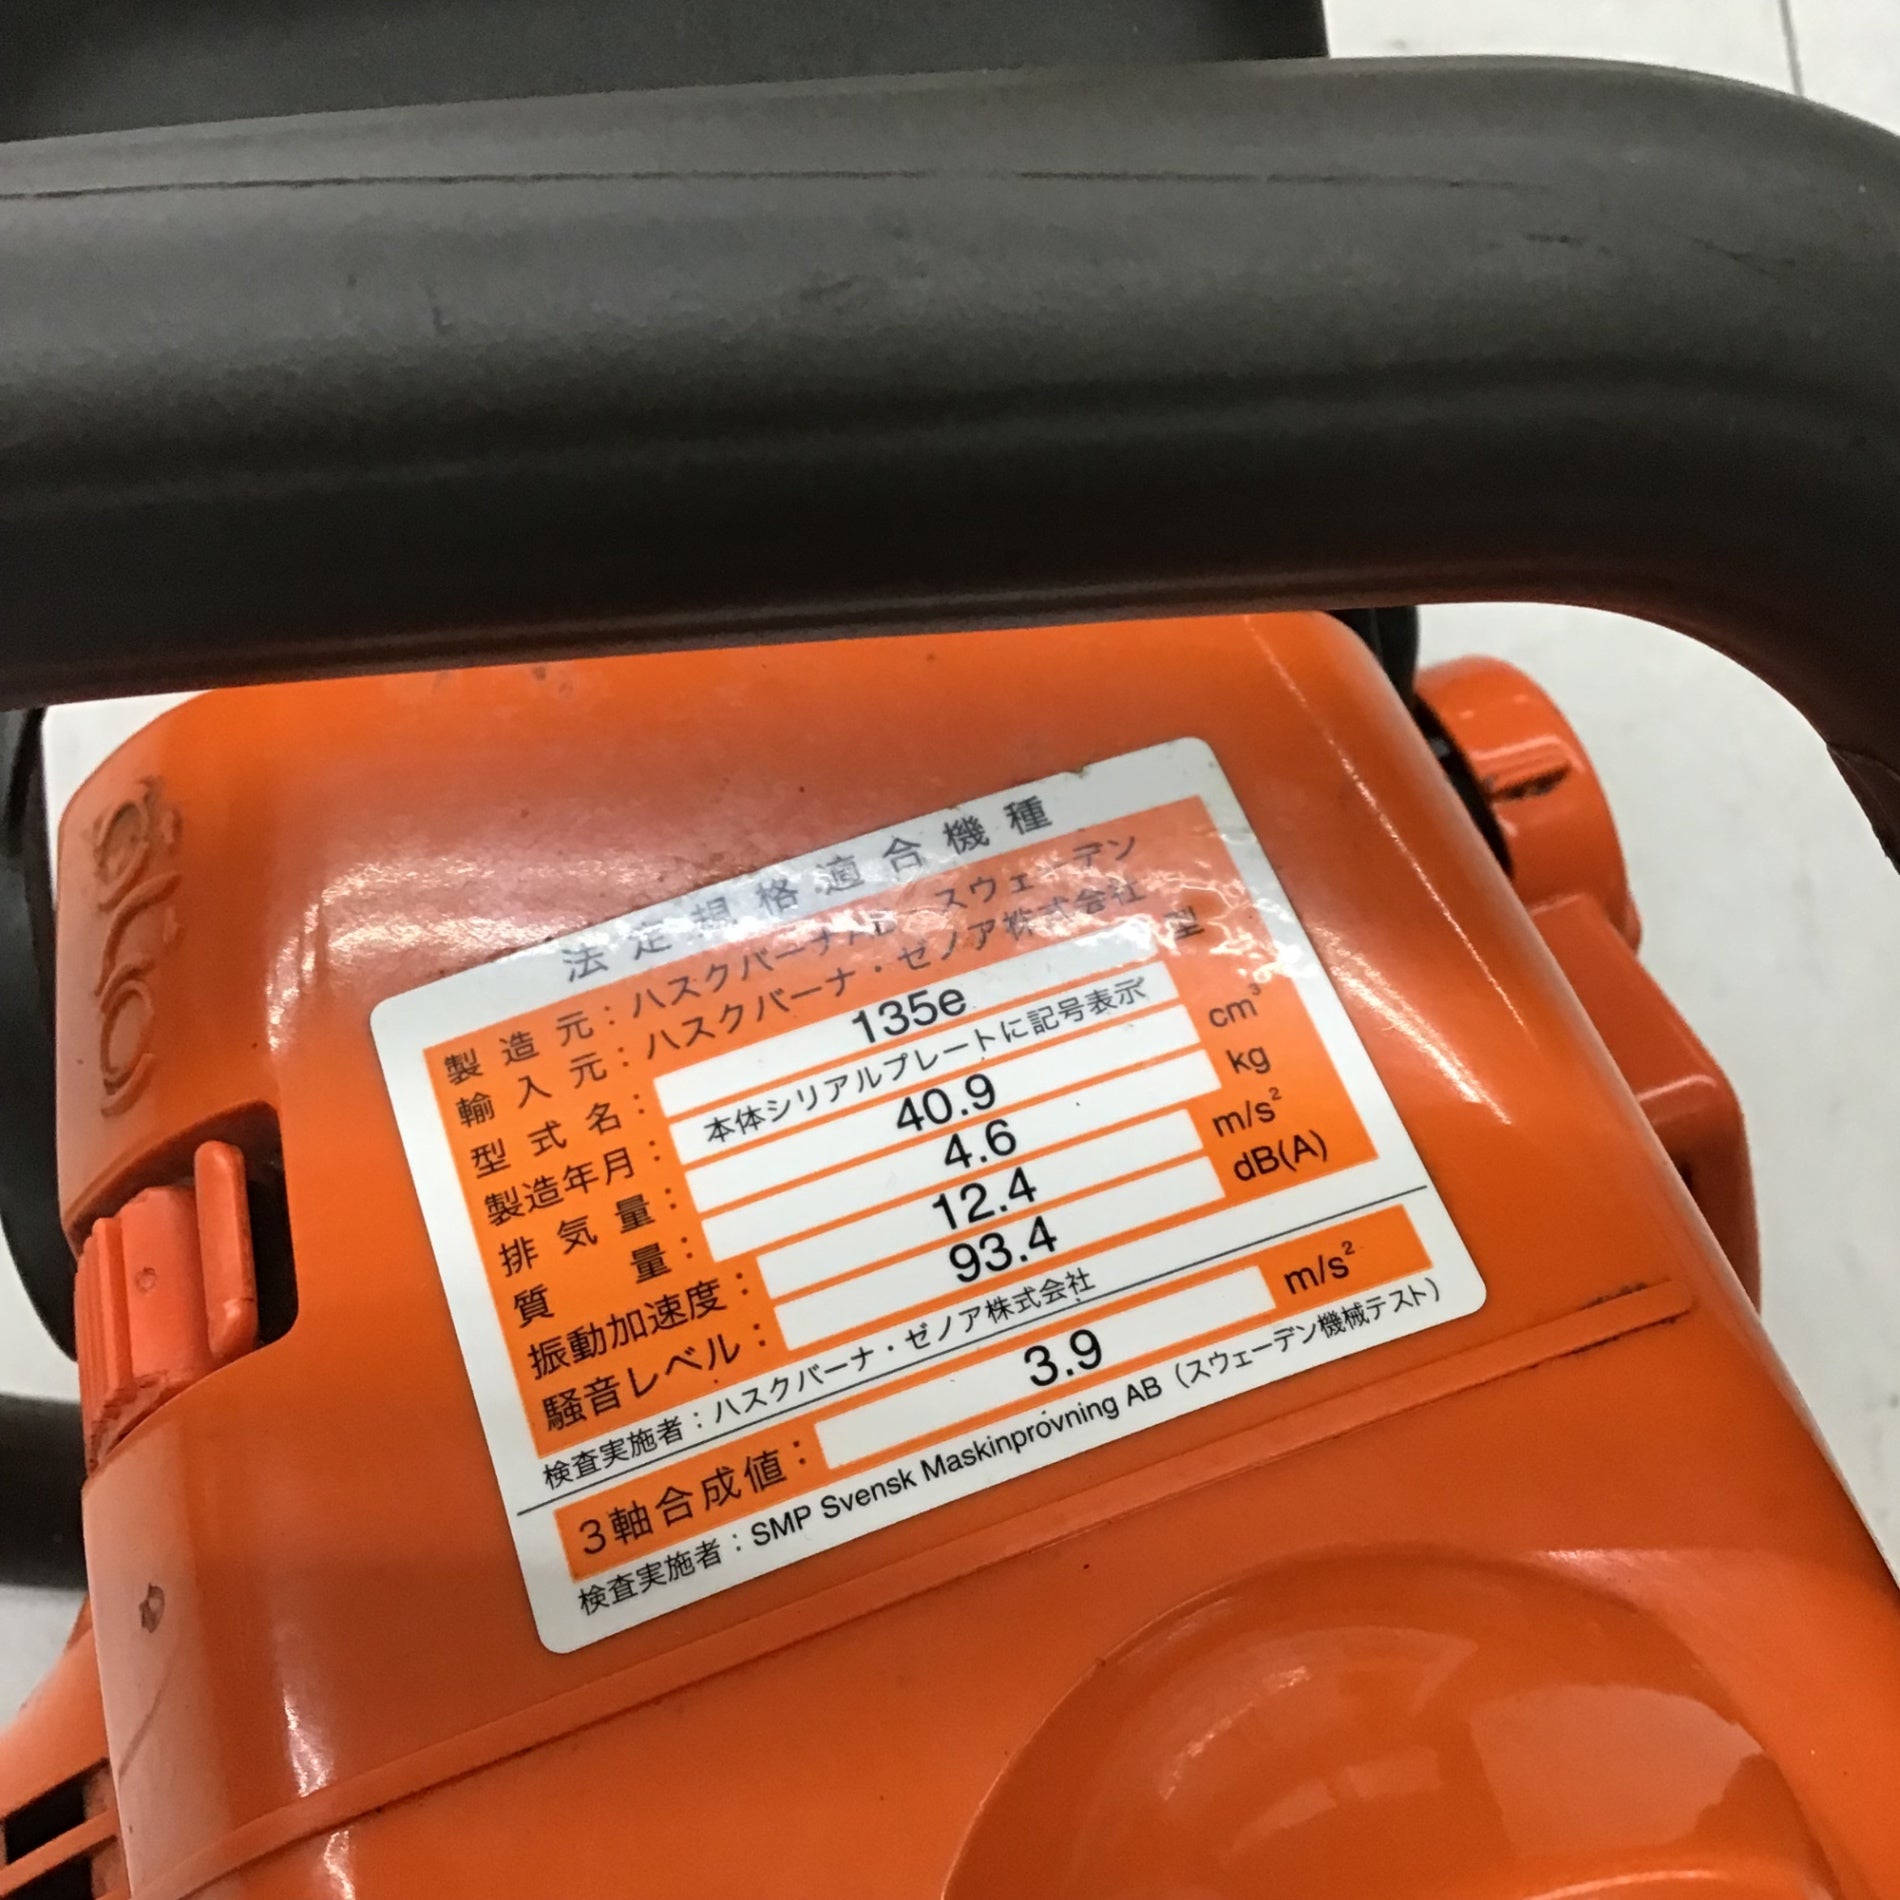 法定規格適合機種
製造元：ハスクバーナAB スウェーデン
輸入元：ハスクバーナ・ゼノア株式会社
型式名：135e 型
製造年月：本体シリアルプレートに記号表示
排気量：40.9 cm³
質量：4.6 kg
振動加速度：12.4 m/s²
騒音レベル：93.4 dB(A)
検査実施者：ハスクバーナ・ゼノア株式会社
3軸合成値：3.9 m/s²
検査実施者：SMP Svensk Maskinprovning AB（スウェーデン機械テスト）